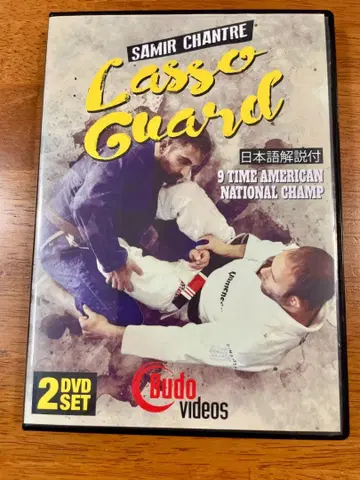 SAMIR CHANTRE
Lasso
Guard
日本語解説付
9 TIME AMERICAN
NATIONAL CHAMP
2 DVD
SET
Budo
videos